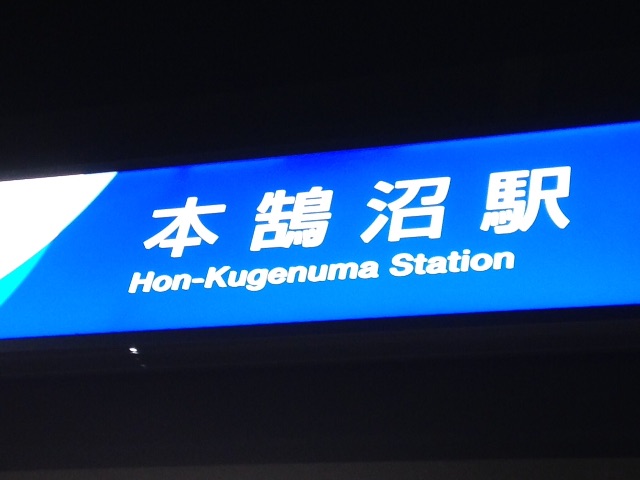 本鵠沼駅
Hon-Kugenuma Station